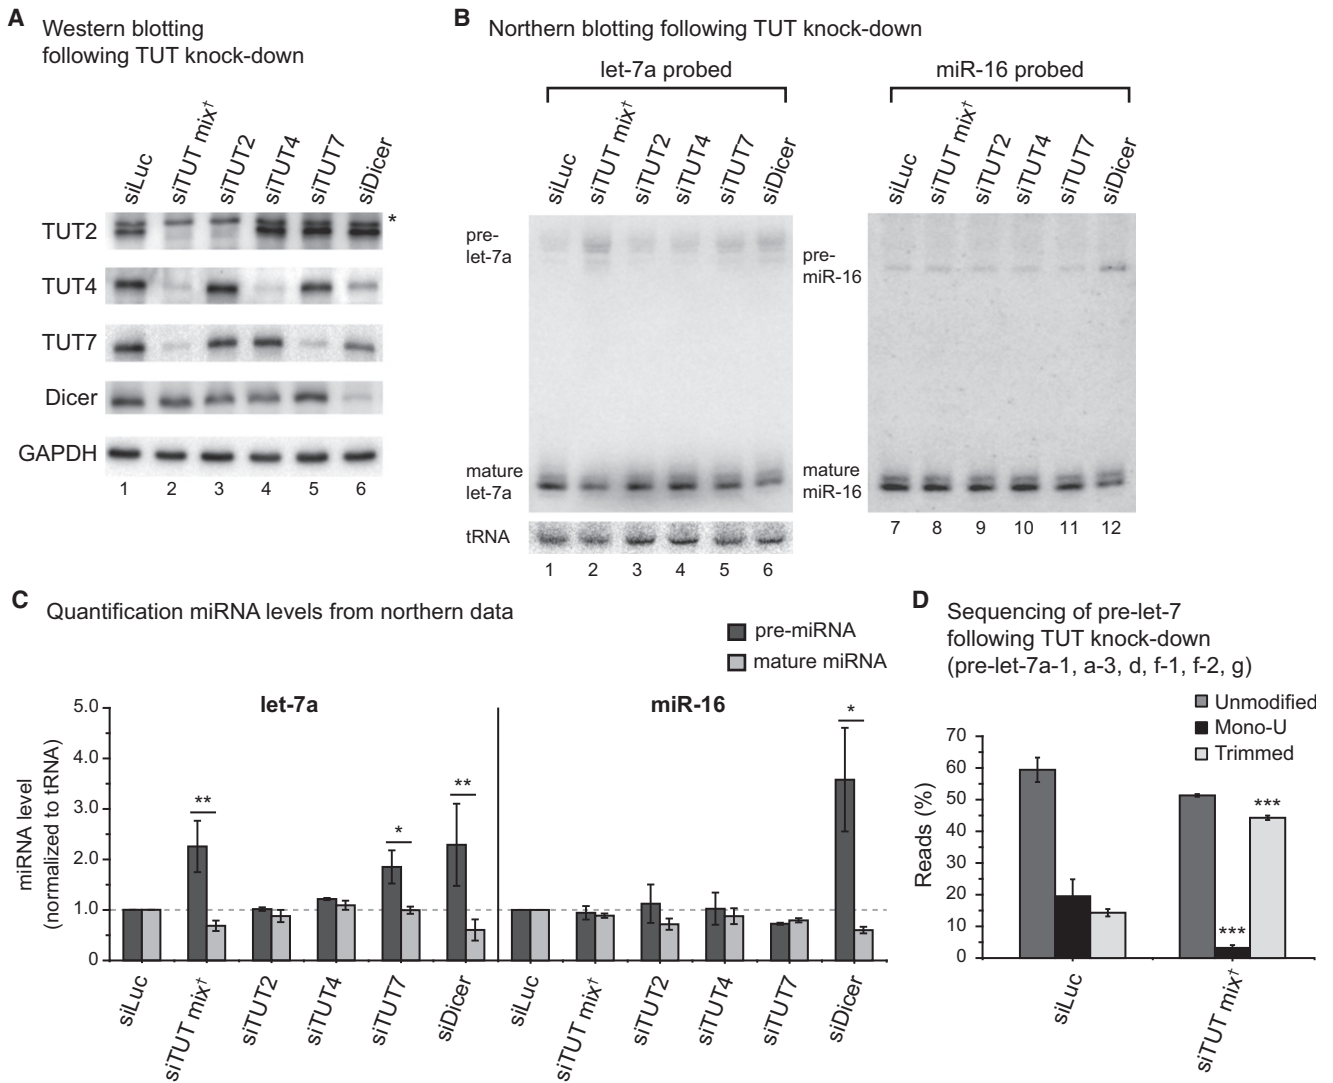 A Western blotting
following TUT knock-down
siLuc siTUT mix† siTUT2 siTUT4 siTUT7 siDicer
TUT2 *
TUT4
TUT7
Dicer
GAPDH
1 2 3 4 5 6
B Northern blotting following TUT knock-down
let-7a probed miR-16 probed
siLuc siTUT mix† siTUT2 siTUT4 siTUT7 siDicer siLuc siTUT mix† siTUT2 siTUT4 siTUT7 siDicer
pre-
let-7a
pre-
miR-16
mature
let-7a
mature
miR-16
tRNA
1 2 3 4 5 6
7 8 9 10 11 12
C Quantification miRNA levels from northern data
pre-miRNA
mature miRNA
let-7a miR-16
miRNA level
(normalized to tRNA)
5.0
4.0
3.0
2.0
1.0
0
** * ** *
siLuc siTUT mix† siTUT2 siTUT4 siTUT7 siDicer siLuc siTUT mix† siTUT2 siTUT4 siTUT7 siDicer
D Sequencing of pre-let-7
following TUT knock-down
(pre-let-7a-1, a-3, d, f-1, f-2, g)
Unmodified
Mono-U
Trimmed
Reads (%)
70
60
50
40
30
20
10
0
*** ***
siLuc siTUT mix†